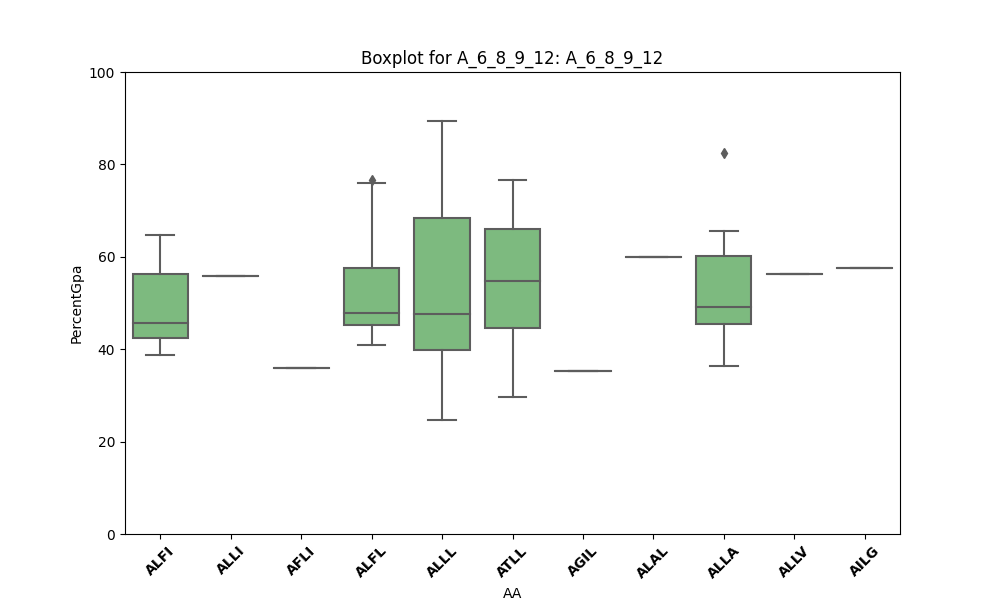 Boxplot for A_6_8_9_12: A_6_8_9_12
PercentGpa
100
80
60
40
20
0
ALFI ALLI AFLI ALFL ALLL ATLL AGIL ALAL ALLA ALLV AILG
AA